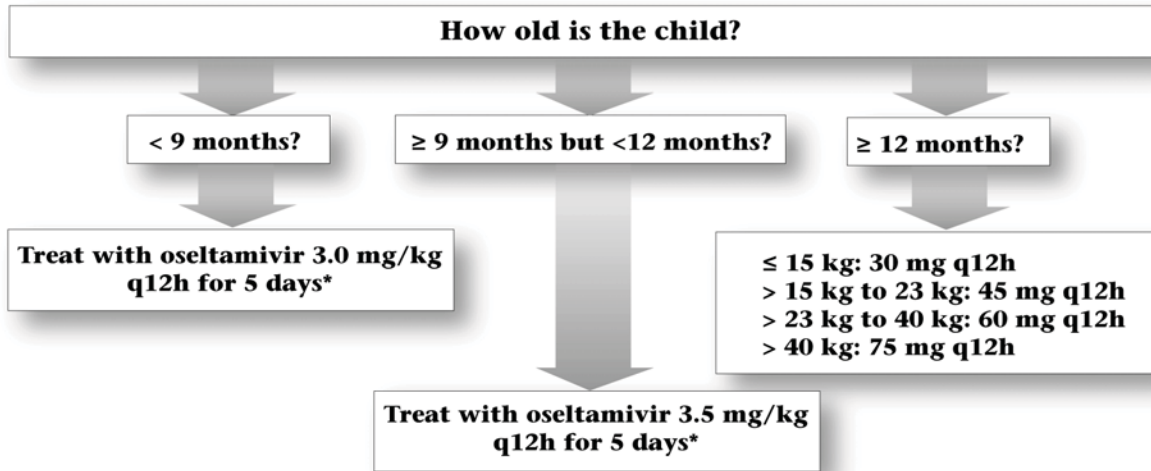 How old is the child?
< 9 months?
≥ 9 months but <12 months?
≥ 12 months?
Treat with oseltamivir 3.0 mg/kg
q12h for 5 days*
≤ 15 kg: 30 mg q12h
> 15 kg to 23 kg: 45 mg q12h
> 23 kg to 40 kg: 60 mg q12h
> 40 kg: 75 mg q12h
Treat with oseltamivir 3.5 mg/kg
q12h for 5 days*